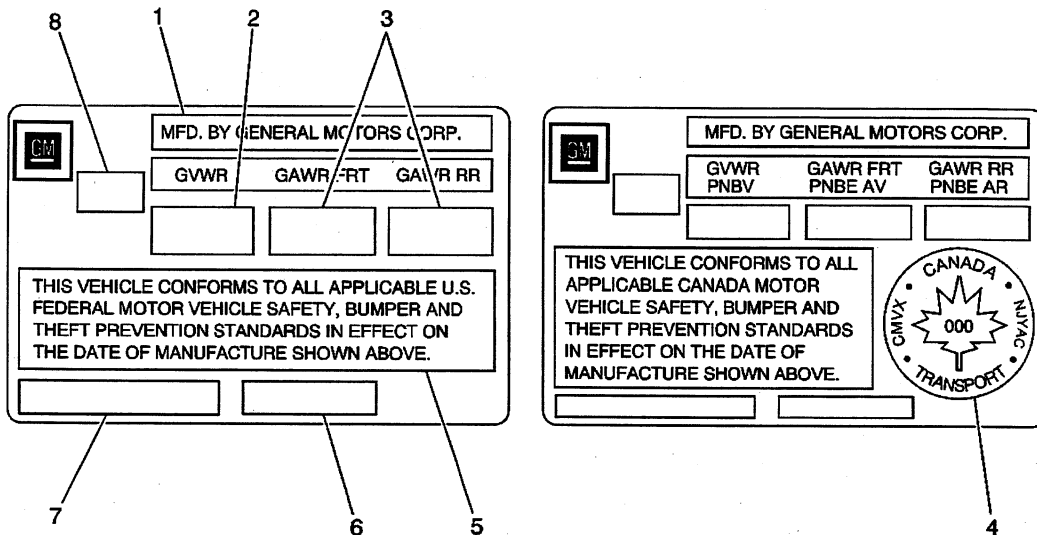 8 1 2 3
GM
MFD. BY GENERAL MOTORS CORP.
GVWR GAWR FRT GAWR RR
THIS VEHICLE CONFORMS TO ALL APPLICABLE U.S.
FEDERAL MOTOR VEHICLE SAFETY, BUMPER AND
THEFT PREVENTION STANDARDS IN EFFECT ON
THE DATE OF MANUFACTURE SHOWN ABOVE.
7 6 5
GM
MFD. BY GENERAL MOTORS CORP.
GVWR GAWR FRT GAWR RR
PNBV PNBE AV PNBE AR
THIS VEHICLE CONFORMS TO ALL
APPLICABLE CANADA MOTOR
VEHICLE SAFETY, BUMPER AND
THEFT PREVENTION STANDARDS
IN EFFECT ON THE DATE OF
MANUFACTURE SHOWN ABOVE.
CANADA
CMVX 000 NJYAC
TRANSPORT
4